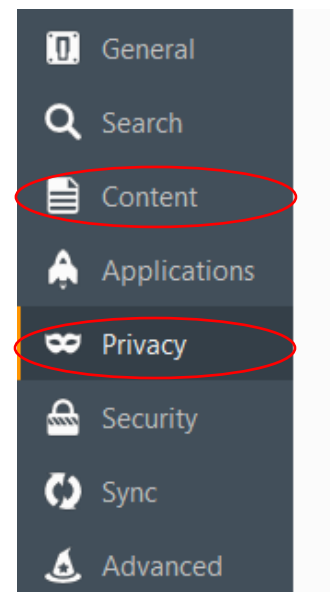 General
Search
Content
Applications
Privacy
Security
Sync
Advanced